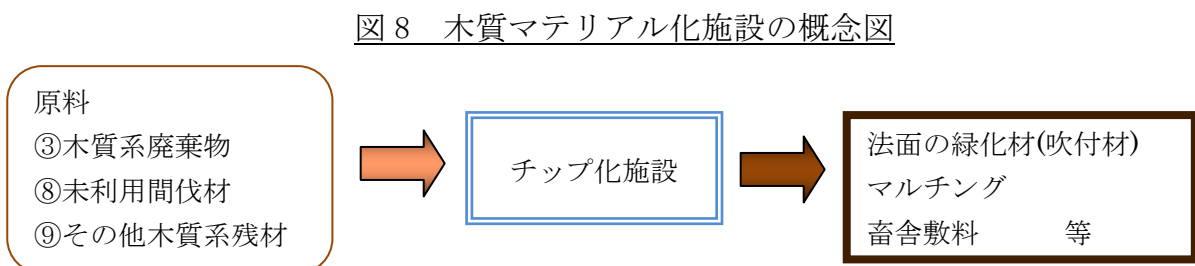 図8　木質マテリアル化施設の概念図
原料
③木質系廃棄物
⑧未利用間伐材
⑨その他木質系残材
チップ化施設
法面の緑化材(吹付材)
マルチング
畜舎敷料　　　等